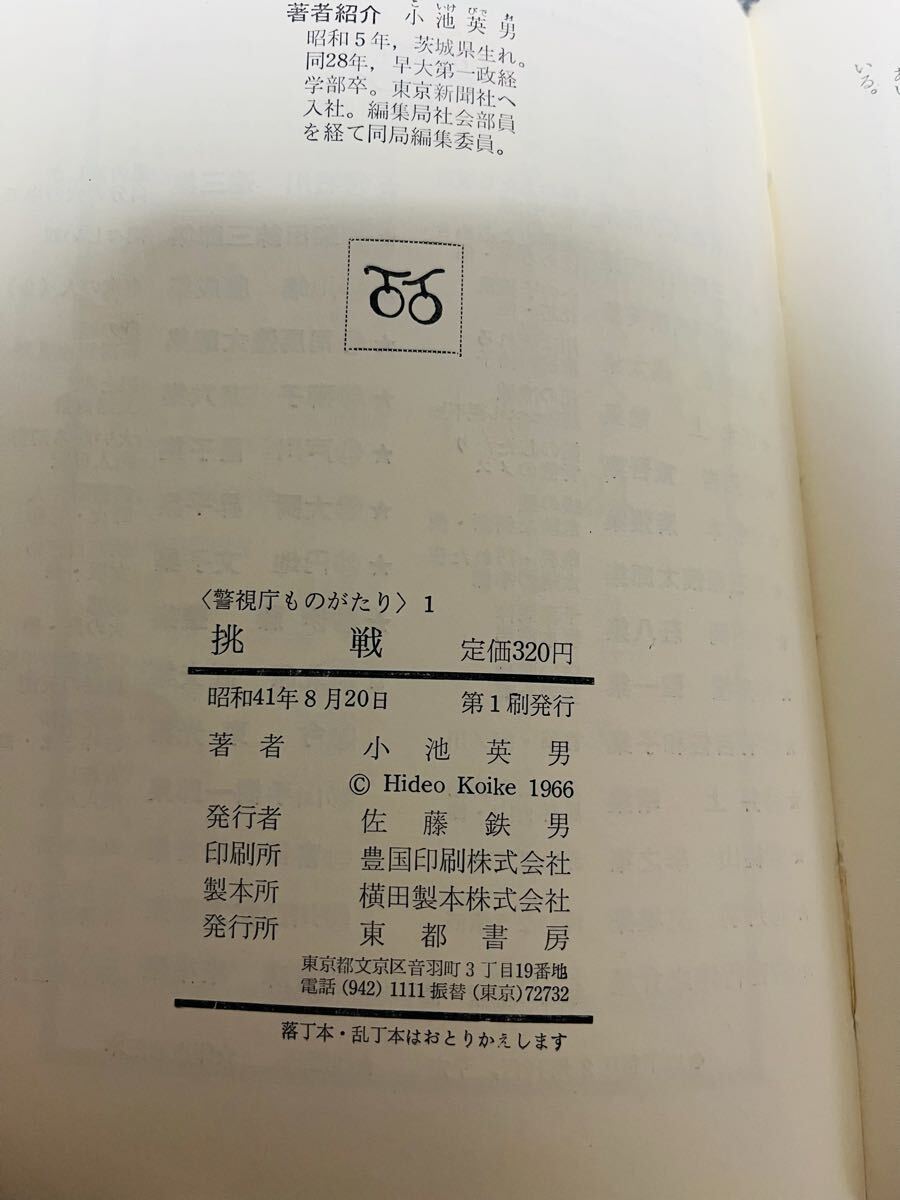 著者紹介 小池英男
こいけひでお
昭和5年，茨城県生れ。
同28年，早大第一政経
学部卒。東京新聞社へ
入社。編集局社会部員
を経て同局編集委員。
〈警視庁ものがたり〉1
挑戦 定価320円
昭和41年8月20日 第1刷発行
著者 小池英男
© Hideo Koike 1966
発行者 佐藤鉄男
印刷所 豊国印刷株式会社
製本所 横田製本株式会社
発行所 東都書房
東京都文京区音羽町3丁目19番地
電話 (942) 1111 振替 (東京) 72732
落丁本・乱丁本はおとりかえします
いる。